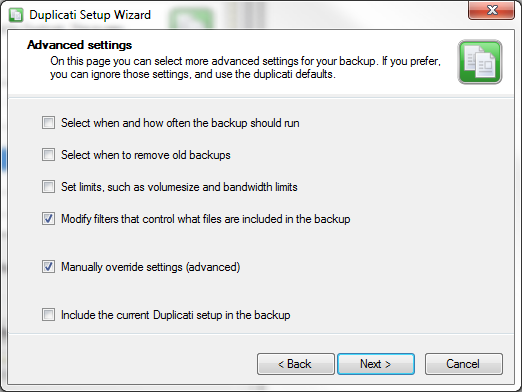 Duplicati Setup Wizard
Advanced settings
On this page you can select more advanced settings for your backup. If you prefer,
you can ignore those settings, and use the duplicati defaults.
Select when and how often the backup should run
Select when to remove old backups
Set limits, such as volumesize and bandwidth limits
Modify filters that control what files are included in the backup
Manually override settings (advanced)
Include the current Duplicati setup in the backup
< Back
Next >
Cancel